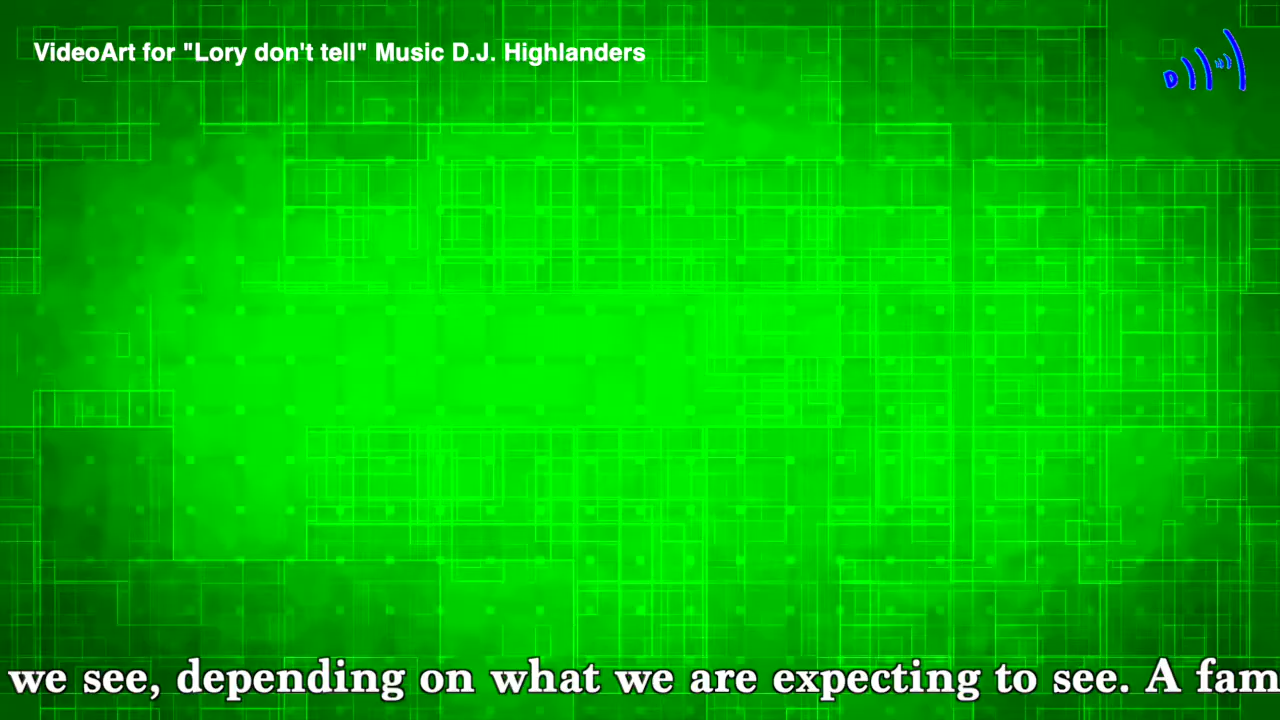 VideoArt for "Lory don't tell" Music D.J. Highlanders
we see, depending on what we are expecting to see. A fam